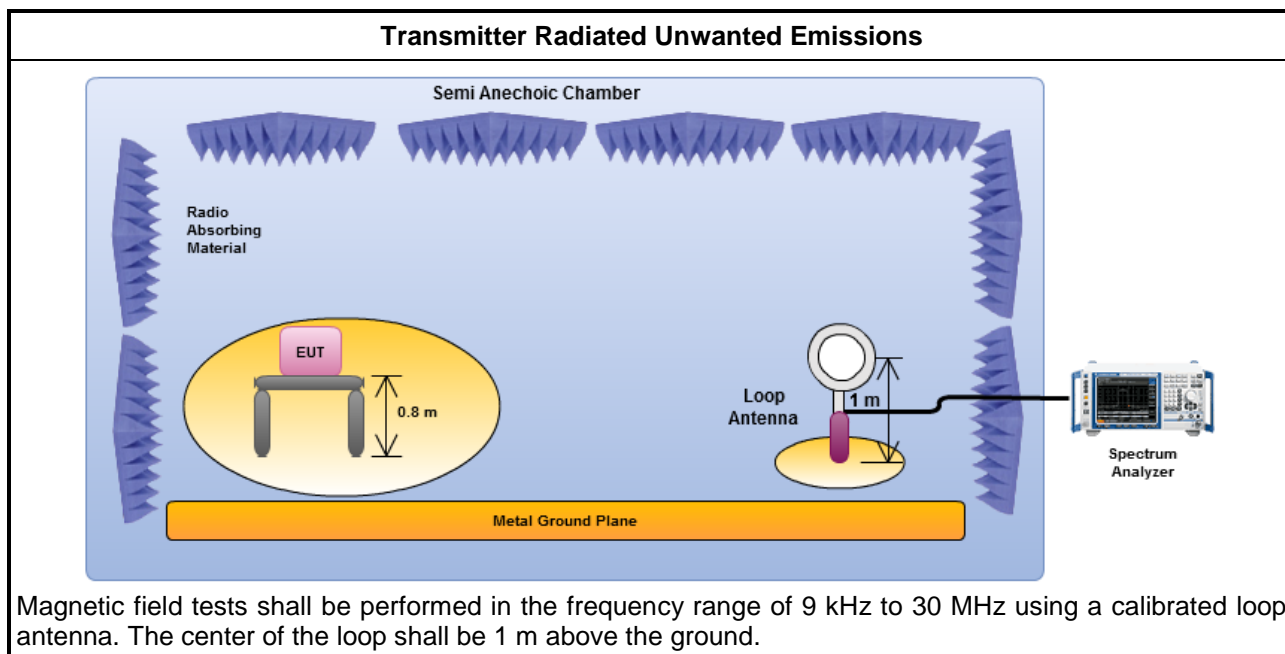 Transmitter Radiated Unwanted Emissions
Semi Anechoic Chamber
Radio
Absorbing
Material
EUT
0.8 m
Loop
Antenna
1 m
Spectrum
Analyzer
Metal Ground Plane
Magnetic field tests shall be performed in the frequency range of 9 kHz to 30 MHz using a calibrated loop
antenna. The center of the loop shall be 1 m above the ground.